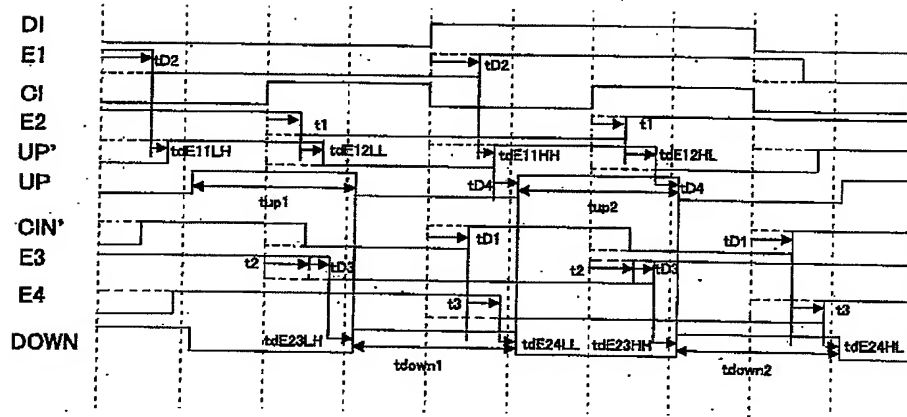 DI
E1 tD2 tD2
CI
E2 t1 t1
UP' tdE11LH tdE12LL tdE11HH tdE12HL
UP tup1 tD4 tup2 tD4
CIN' tD1 tD1
E3 t2 tD3 t2 tD3
E4 t3 t3
DOWN tdE23LH tdown1 tdE24LL tdE23HH tdown2 tdE24HL